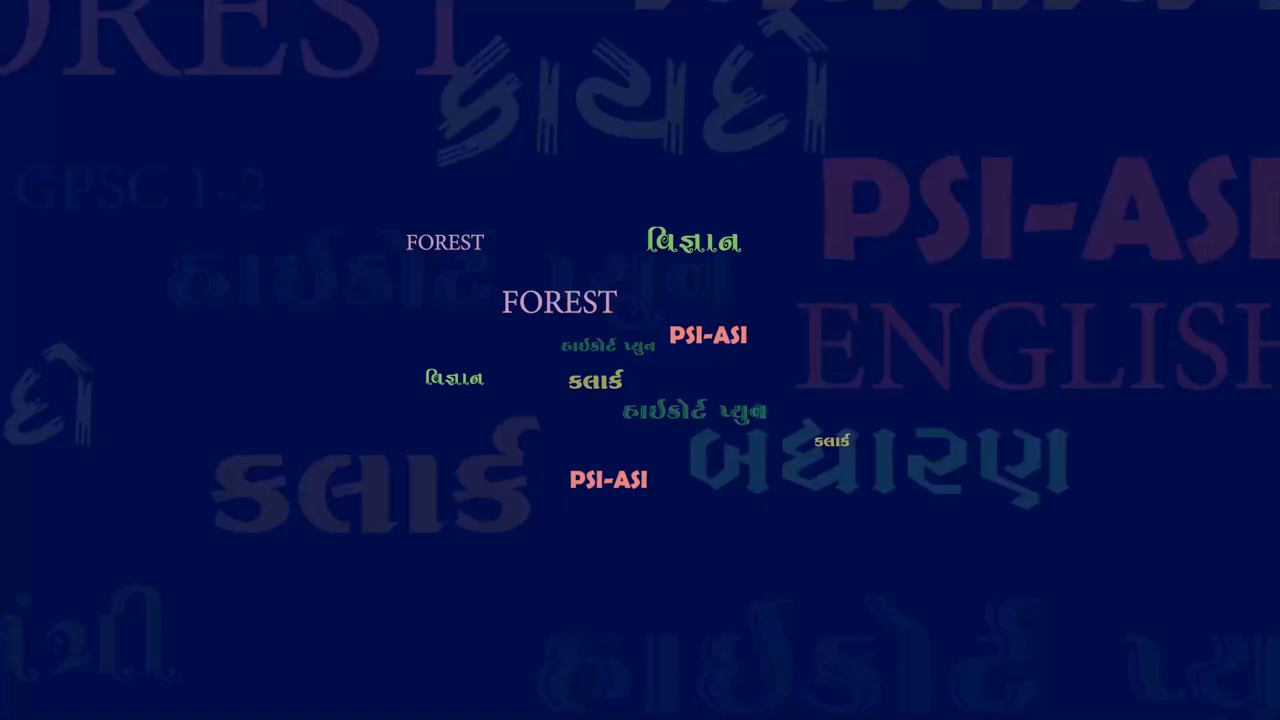 FOREST
કાયદો
GPSC 1-2
PSI-ASI
FOREST
વિજ્ઞાન
હાઈકોર્ટ પ્યુન
FOREST
ENGLISH
PSI-ASI
હાઈકોર્ટ પ્યુન
વિજ્ઞાન
કલાર્ક
હાઈકોર્ટ પ્યુન
કલાર્ક
બંધારણ
કલાર્ક
PSI-ASI
હાઈકોર્ટ